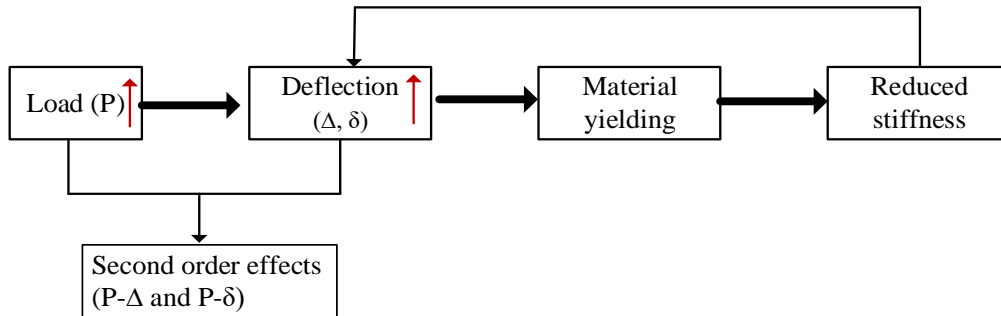 Load (P)
Deflection
(Δ, δ)
Material
yielding
Reduced
stiffness
Second order effects
(P-Δ and P-δ)